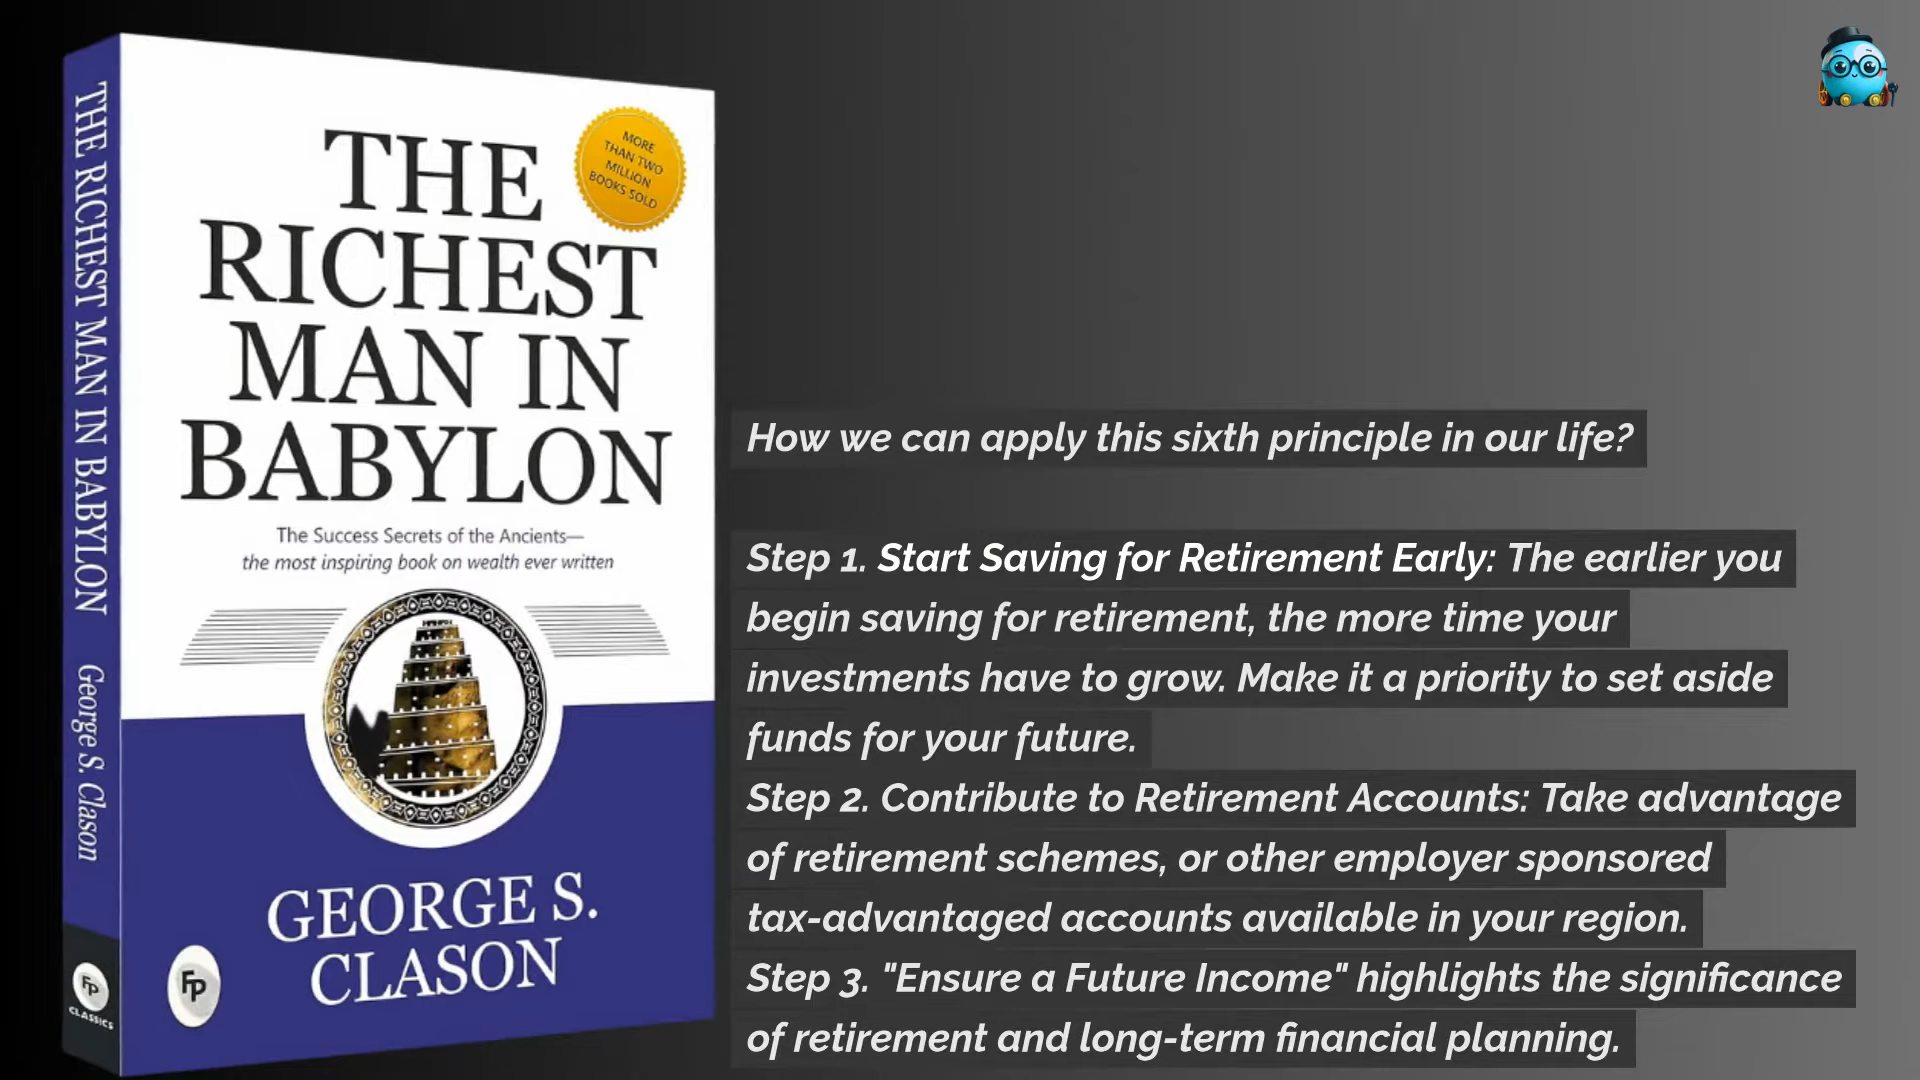 THE RICHEST MAN IN BABYLON
George S. Clason
FP
CLASSICS
THE
RICHEST
MAN IN
BABYLON
MORE
THAN TWO
MILLION
BOOKS SOLD
The Success Secrets of the Ancients—
the most inspiring book on wealth ever written
GEORGE S.
CLASON
FP
How we can apply this sixth principle in our life?
Step 1. Start Saving for Retirement Early: The earlier you
begin saving for retirement, the more time your
investments have to grow. Make it a priority to set aside
funds for your future.
Step 2. Contribute to Retirement Accounts: Take advantage
of retirement schemes, or other employer sponsored
tax-advantaged accounts available in your region.
Step 3. "Ensure a Future Income" highlights the significance
of retirement and long-term financial planning.